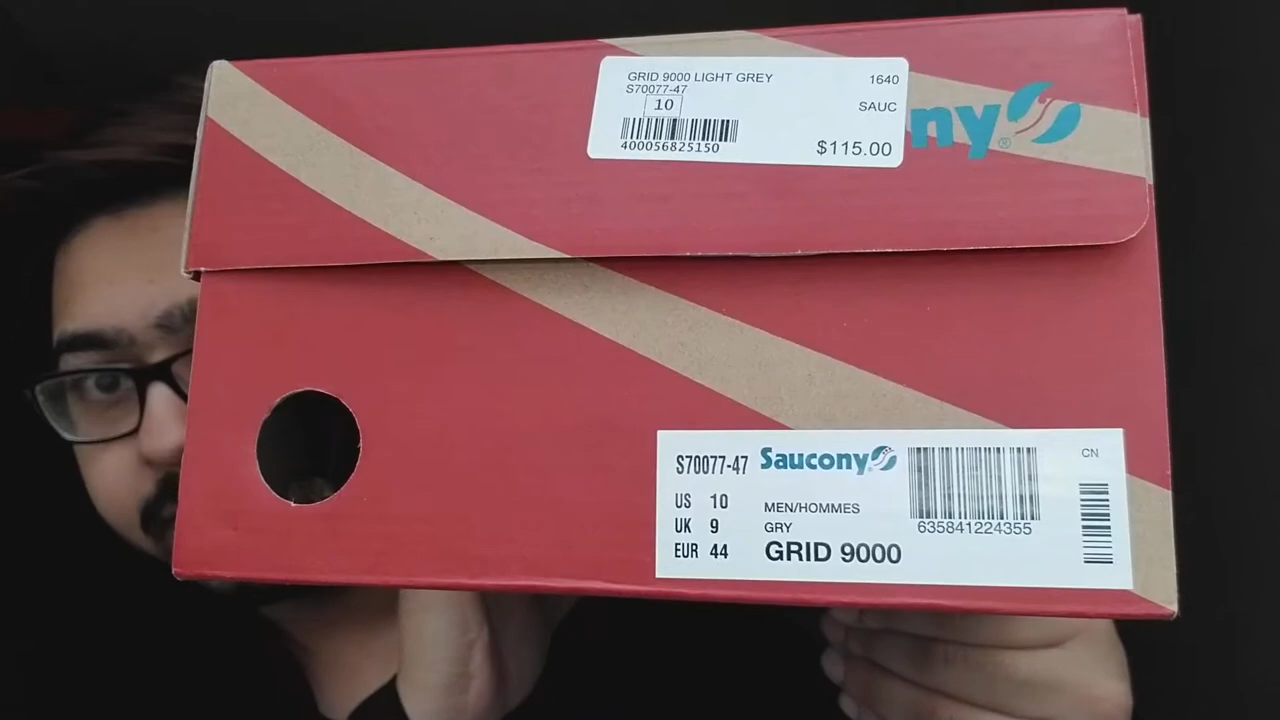 GRID 9000 LIGHT GREY 1640
S70077-47
10 SAUC
400056825150 $115.00
ny®
S70077-47 Saucony CN
US 10 MEN/HOMMES
UK 9 GRY 635841224355
EUR 44 GRID 9000